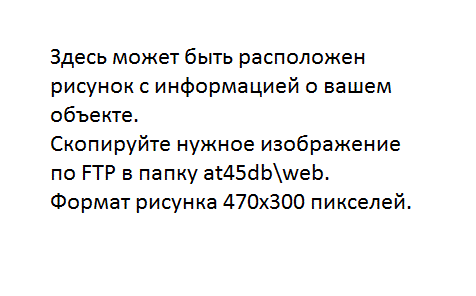 Здесь может быть расположен
рисунок с информацией о вашем
объекте.
Скопируйте нужное изображение
по FTP в папку at45db\web.
Формат рисунка 470x300 пикселей.